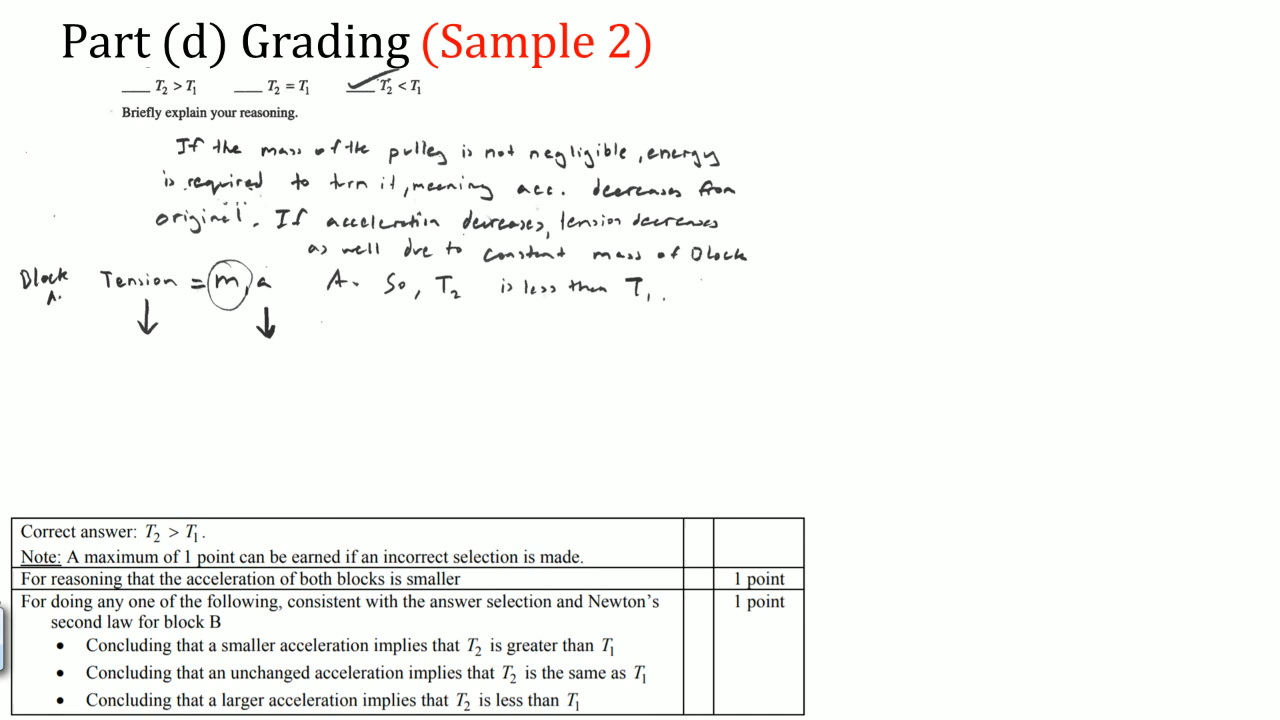 Part (d) Grading (Sample 2)
___ T₂ > T₁ ___ T₂ = T₁ ✓ T₂ < T₁
Briefly explain your reasoning.
If the mass of the pulley is not negligible, energy
is required to turn it, meaning acc. decreases from
original. If acceleration decreases, tension decreases
as well due to constant mass of block
Block A. Tension = m₁a A. So, T₂ is less than T₁.
↓ ↓
Correct answer: T₂ > T₁.
Note: A maximum of 1 point can be earned if an incorrect selection is made.
For reasoning that the acceleration of both blocks is smaller 1 point
For doing any one of the following, consistent with the answer selection and Newton's 1 point
second law for block B
• Concluding that a smaller acceleration implies that T₂ is greater than T₁
• Concluding that an unchanged acceleration implies that T₂ is the same as T₁
• Concluding that a larger acceleration implies that T₂ is less than T₁